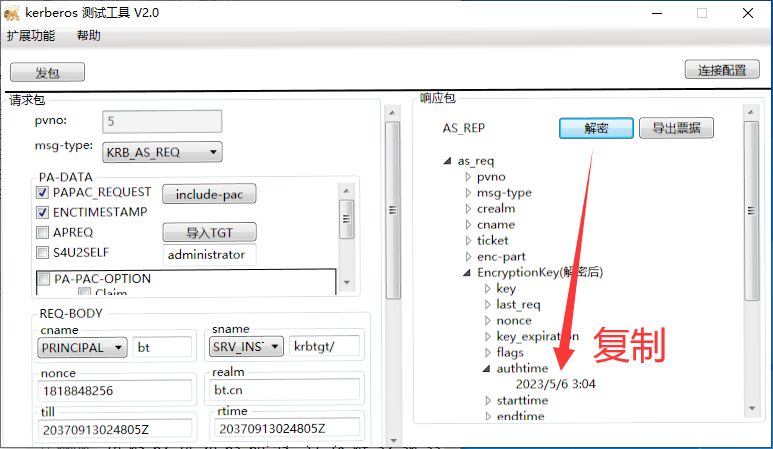 kerberos 测试工具 V2.0
扩展功能 帮助
发包 连接配置
请求包
pvno: 5
msg-type: KRB_AS_REQ
PA-DATA
PAPAC_REQUEST include-pac
ENCTIMESTAMP
APREQ 导入TGT
S4U2SELF administrator
PA-PAC-OPTION
Claim
REQ-BODY
cname sname
PRINCIPAL bt SRV_INS krbtgt/
nonce realm
1818848256 bt.cn
till rtime
20370913024805Z 20370913024805Z
响应包
AS_REP 解密 导出票据
as_req
pvno
msg-type
crealm
cname
ticket
enc-part
EncryptionKey(解密后)
key
last_req
nonce
key_expiration
flags
authtime
2023/5/6 3:04
starttime
endtime
复制